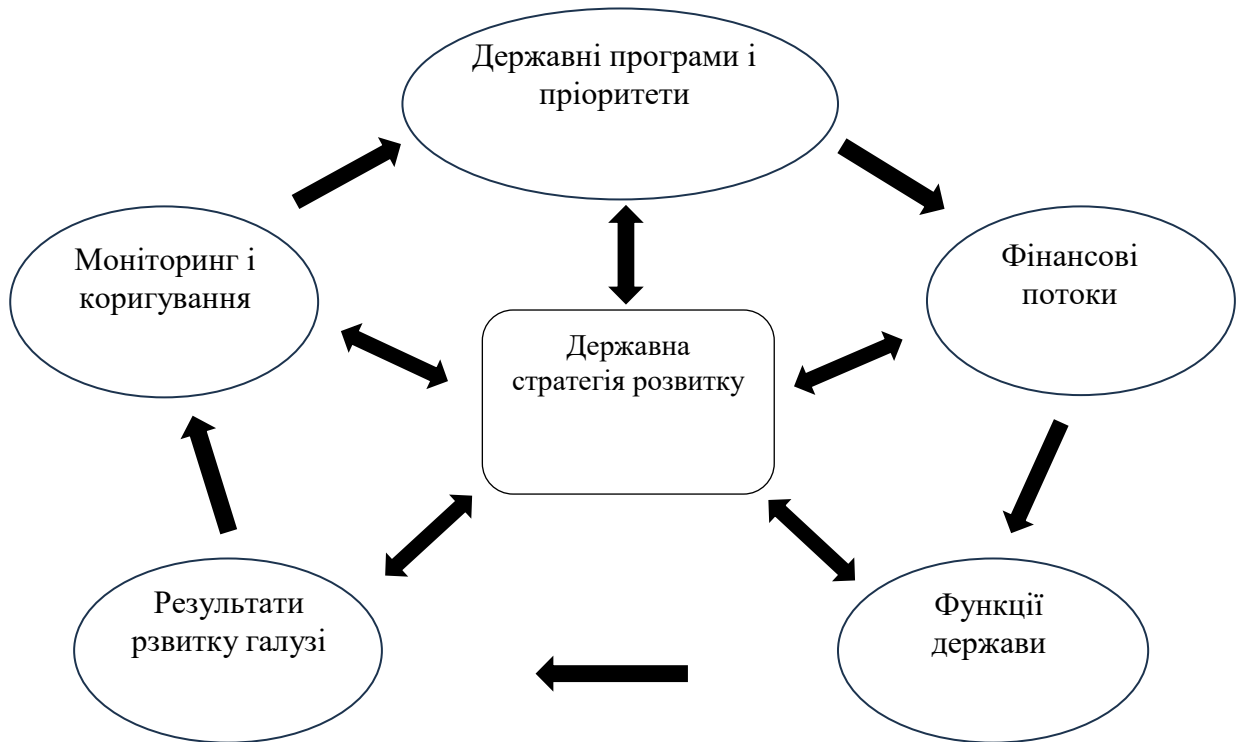 Державні програми і
пріоритети
Моніторинг і
коригування
Фінансові
потоки
Державна
стратегія розвитку
Результати
рзвитку галузі
Функції
держави